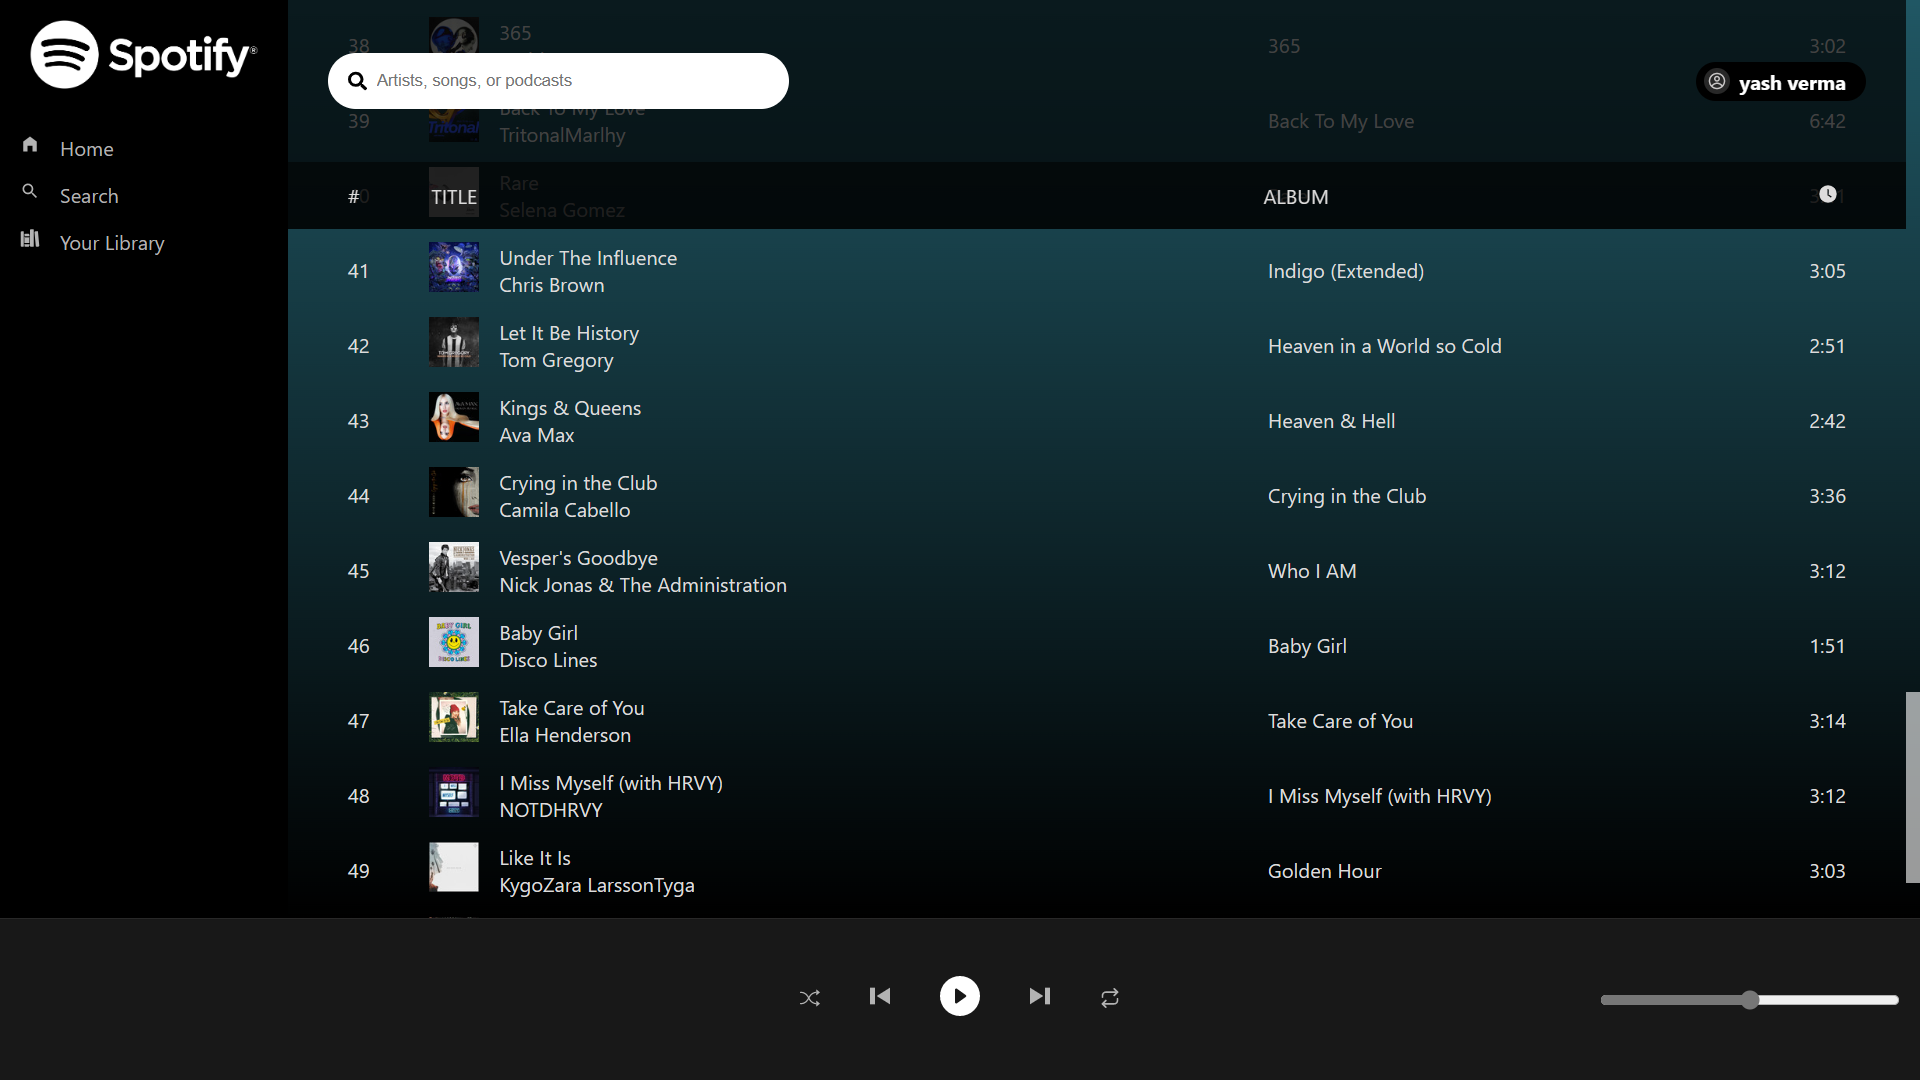 Spotify®
Home
Search
Your Library
38 365 365 3:02
Artists, songs, or podcasts
yash verma
39 Back To My Love Back To My Love 6:42
TritonalMarlhy
# TITLE ALBUM
Rare
Selena Gomez
41 Under The Influence Indigo (Extended) 3:05
Chris Brown
42 Let It Be History Heaven in a World so Cold 2:51
Tom Gregory
43 Kings & Queens Heaven & Hell 2:42
Ava Max
44 Crying in the Club Crying in the Club 3:36
Camila Cabello
45 Vesper's Goodbye Who I AM 3:12
Nick Jonas & The Administration
46 Baby Girl Baby Girl 1:51
Disco Lines
47 Take Care of You Take Care of You 3:14
Ella Henderson
48 I Miss Myself (with HRVY) I Miss Myself (with HRVY) 3:12
NOTDHRVY
49 Like It Is Golden Hour 3:03
KygoZara LarssonTyga